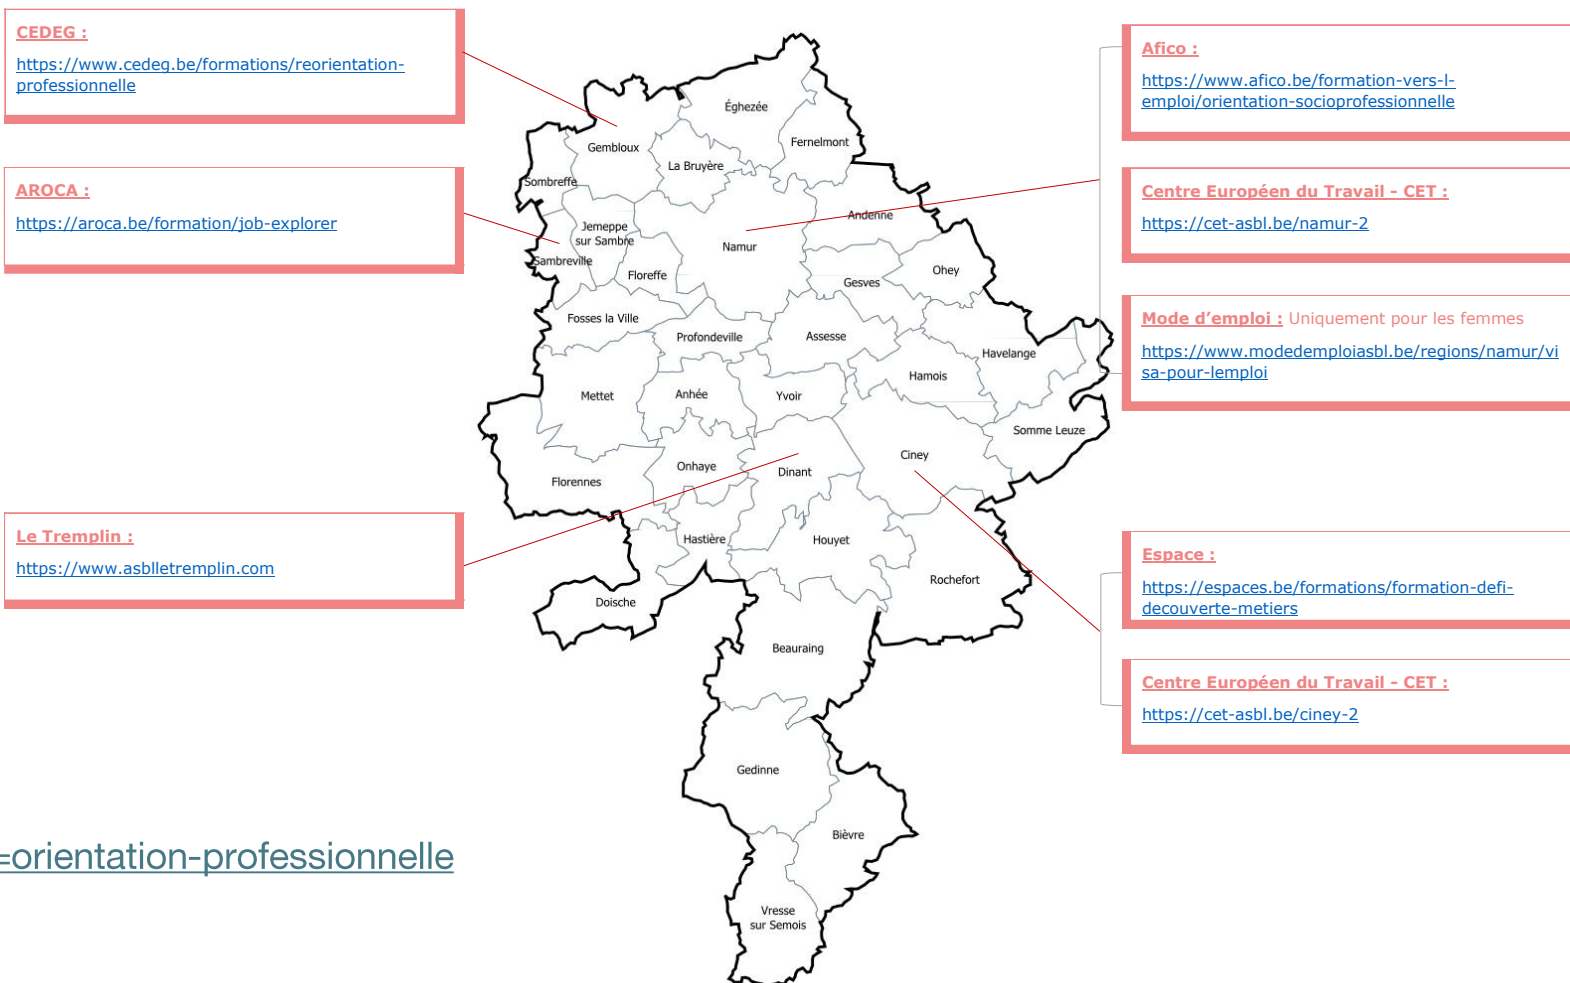 CEDEG :
https://www.cedeg.be/formations/reorientation-
professionnelle
AROCA :
https://aroca.be/formation/job-explorer
Le Tremplin :
https://www.asblletremplin.com
=orientation-professionnelle
Éghezée
Gembloux
Fernelmont
La Bruyère
Sombreffe
Andenne
Jemeppe
sur Sambre
Namur
Sambreville
Floreffe
Ohey
Gesves
Fosses la Ville
Profondeville
Assesse
Havelange
Hamois
Mettet
Anhée
Yvoir
Somme Leuze
Ciney
Onhaye
Dinant
Florennes
Hastière
Houyet
Rochefort
Doische
Beauraing
Gedinne
Bièvre
Vresse
sur Semois
Afico :
https://www.afico.be/formation-vers-l-
emploi/orientation-socioprofessionnelle
Centre Européen du Travail - CET :
https://cet-asbl.be/namur-2
Mode d’emploi : Uniquement pour les femmes
https://www.modedemploiasbl.be/regions/namur/vi
sa-pour-lemploi
Espace :
https://espaces.be/formations/formation-defi-
decouverte-metiers
Centre Européen du Travail - CET :
https://cet-asbl.be/ciney-2